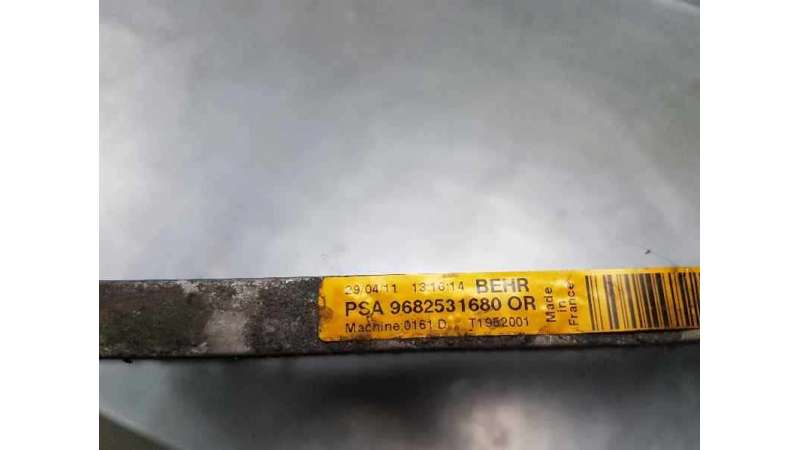 29/04/11 13:16:14 BEHR
PSA 9682531680 OR
Machine 0161 D T1952001
Made
in
France